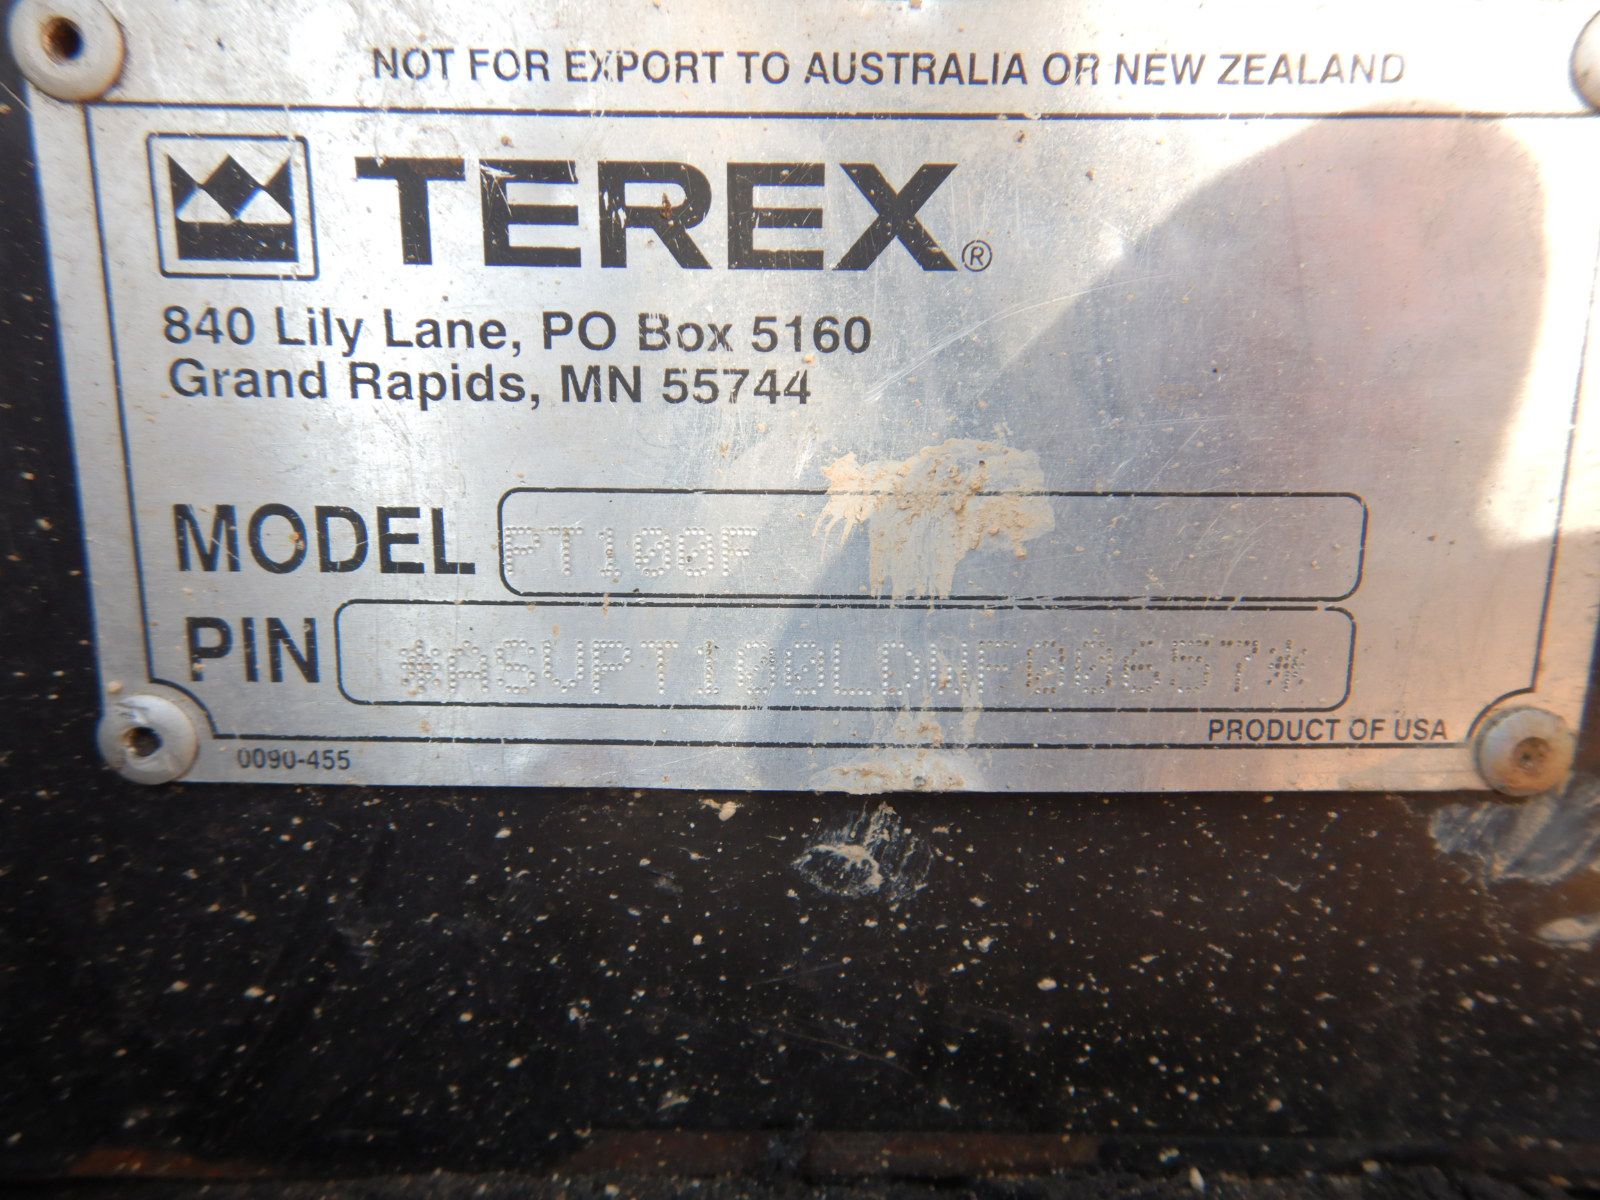 NOT FOR EXPORT TO AUSTRALIA OR NEW ZEALAND
TEREX®
840 Lily Lane, PO Box 5160
Grand Rapids, MN 55744
MODEL PT100F
PIN *ASVPT100LDWF00657*
PRODUCT OF USA
0090-455